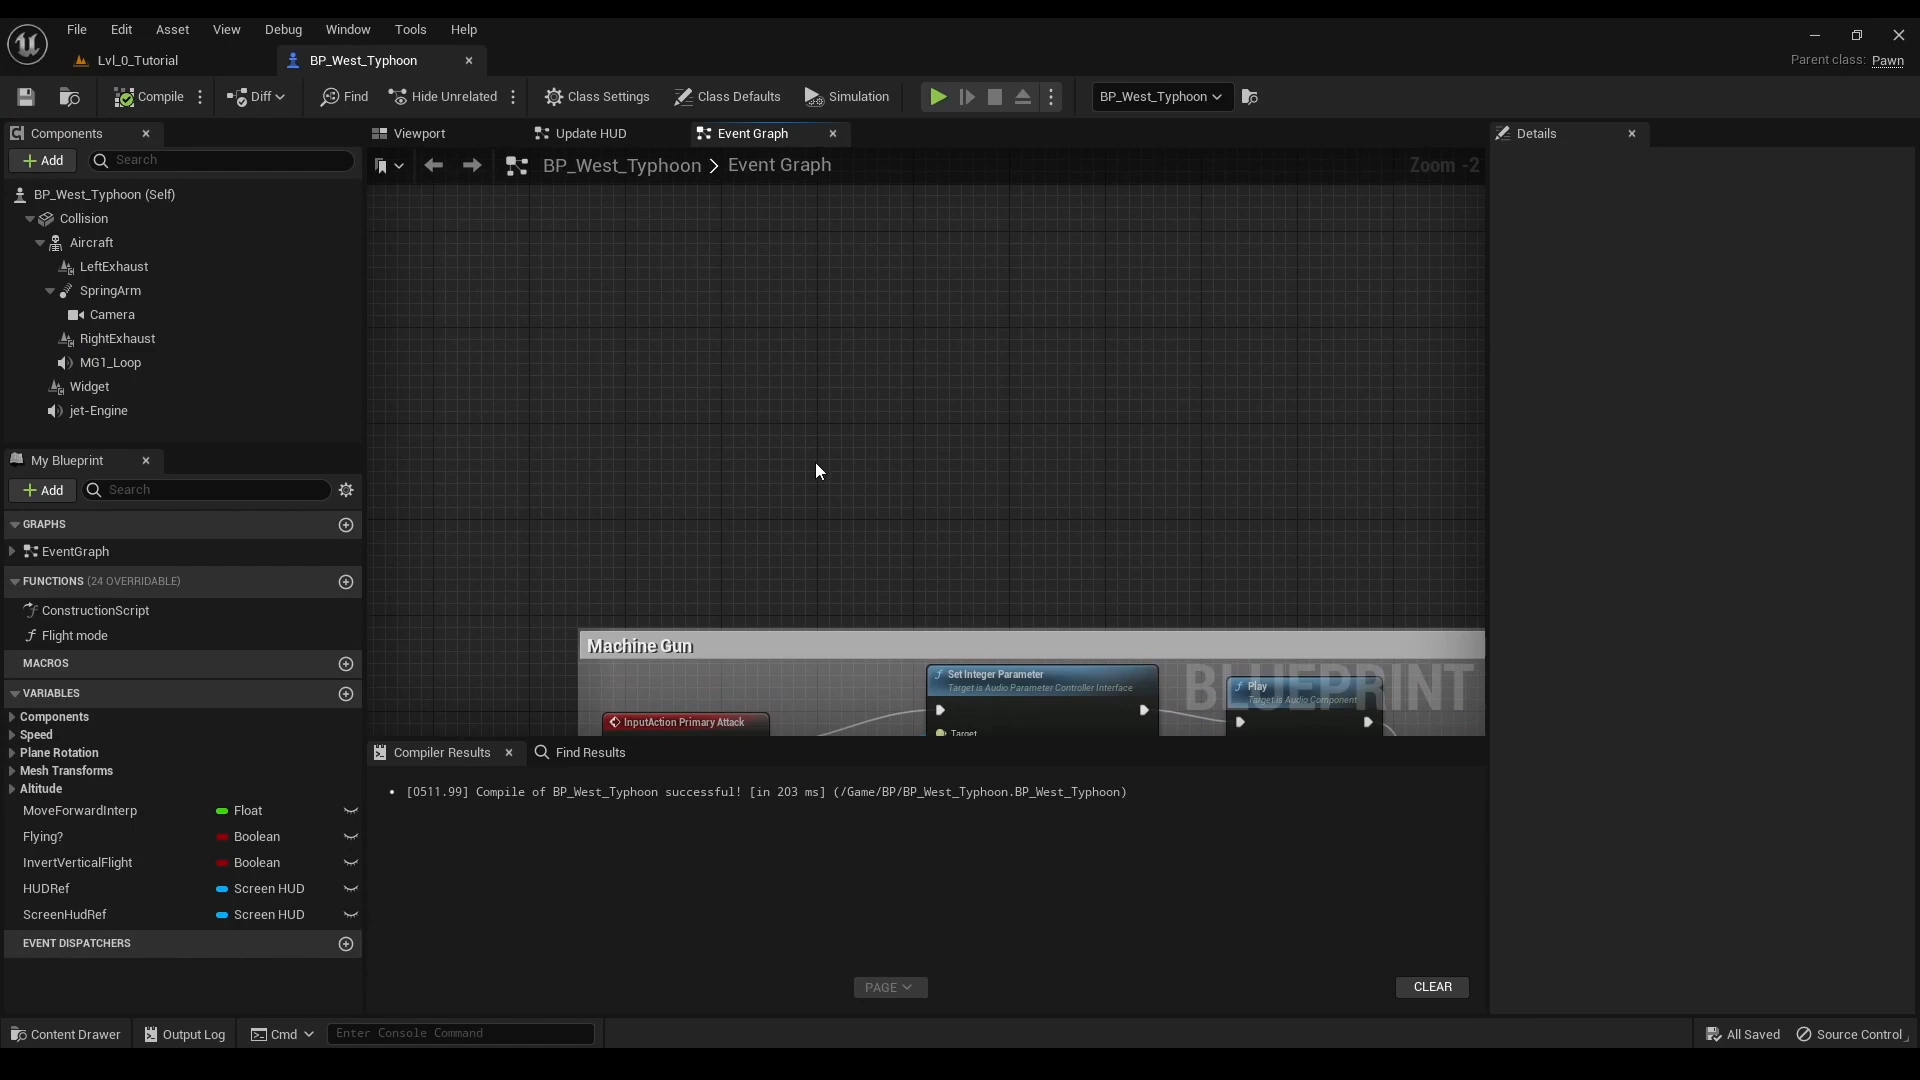 File Edit Asset View Debug Window Tools Help
Lvl_0_Tutorial
BP_West_Typhoon
Parent class: Pawn
Compile
Diff
Find
Hide Unrelated
Class Settings
Class Defaults
Simulation
BP_West_Typhoon
Components
Viewport
Update HUD
Event Graph
Details
Add
Search
BP_West_Typhoon > Event Graph
Zoom -2
BP_West_Typhoon (Self)
Collision
Aircraft
LeftExhaust
SpringArm
Camera
RightExhaust
MG1_Loop
Widget
jet-Engine
My Blueprint
Add
Search
GRAPHS
EventGraph
FUNCTIONS (24 OVERRIDABLE)
ConstructionScript
Flight mode
MACROS
VARIABLES
Components
Speed
Plane Rotation
Mesh Transforms
Altitude
MoveForwardInterp Float
Flying? Boolean
InvertVerticalFlight Boolean
HUDRef Screen HUD
ScreenHudRef Screen HUD
EVENT DISPATCHERS
Machine Gun
BLUEPRINT
Set Integer Parameter
Target is Audio Parameter Controller Interface
Target
Play
Target is Audio Component
InputAction Primary Attack
Compiler Results
Find Results
• [0511.99] Compile of BP_West_Typhoon successful! [in 203 ms] (/Game/BP/BP_West_Typhoon.BP_West_Typhoon)
PAGE
CLEAR
Content Drawer
Output Log
Cmd
Enter Console Command
All Saved
Source Control